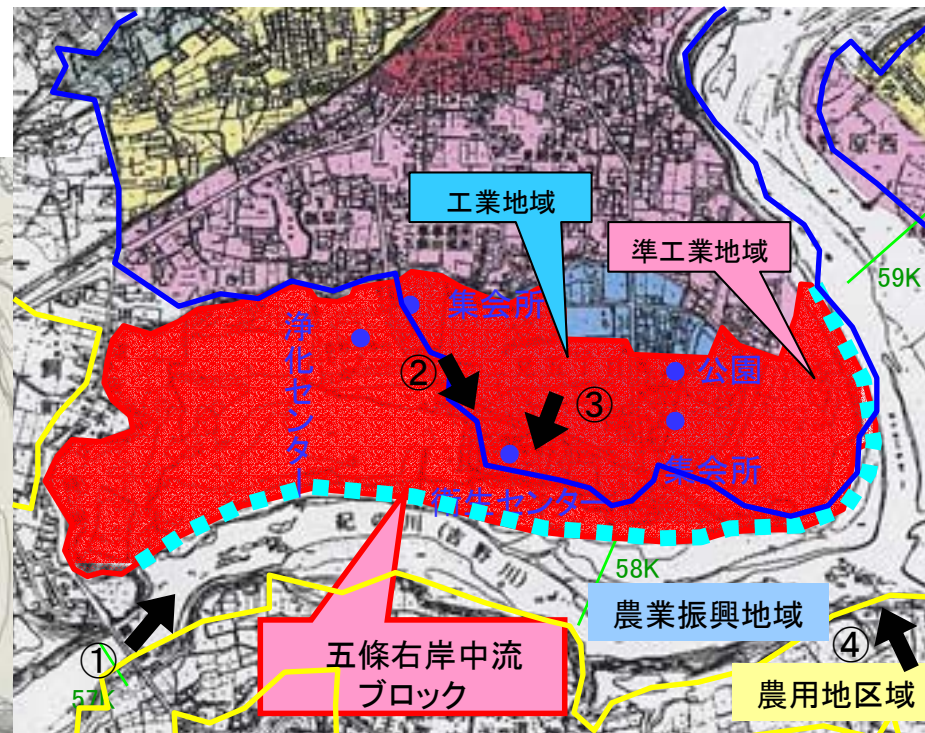 工業地域
準工業地域
原西
59K
集会所
浄化センター
②
③
公園
集会所
衛生センター
紀の川(吉野川)
58K
農業振興地域
①
57K
五條右岸中流
ブロック
④
農用地区域